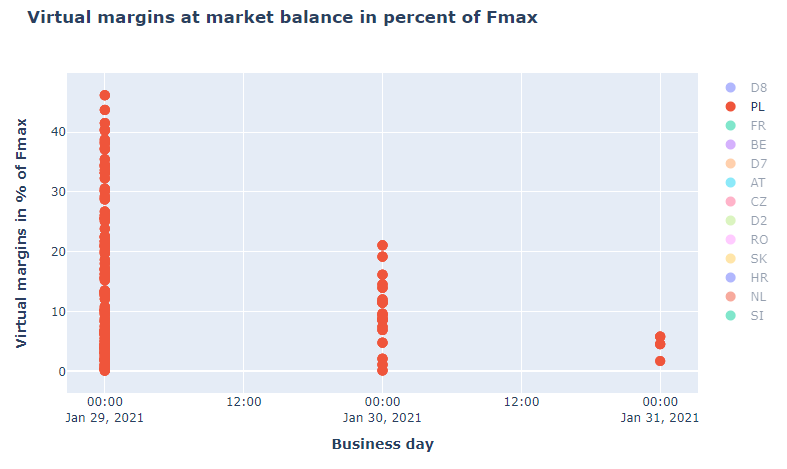 Virtual margins at market balance in percent of Fmax
Virtual margins in % of Fmax
40
30
20
10
0
00:00
Jan 29, 2021
12:00
00:00
Jan 30, 2021
12:00
00:00
Jan 31, 2021
Business day
D8
PL
FR
BE
D7
AT
CZ
D2
RO
SK
HR
NL
SI